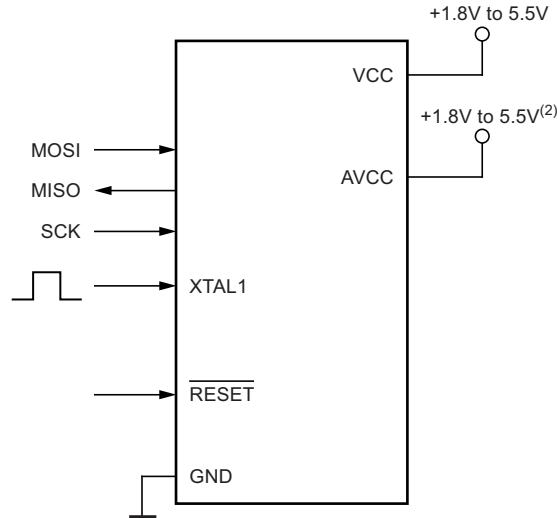 +1.8V to 5.5V
VCC
+1.8V to 5.5V(2)
MOSI
AVCC
MISO
SCK
XTAL1
RESET
GND